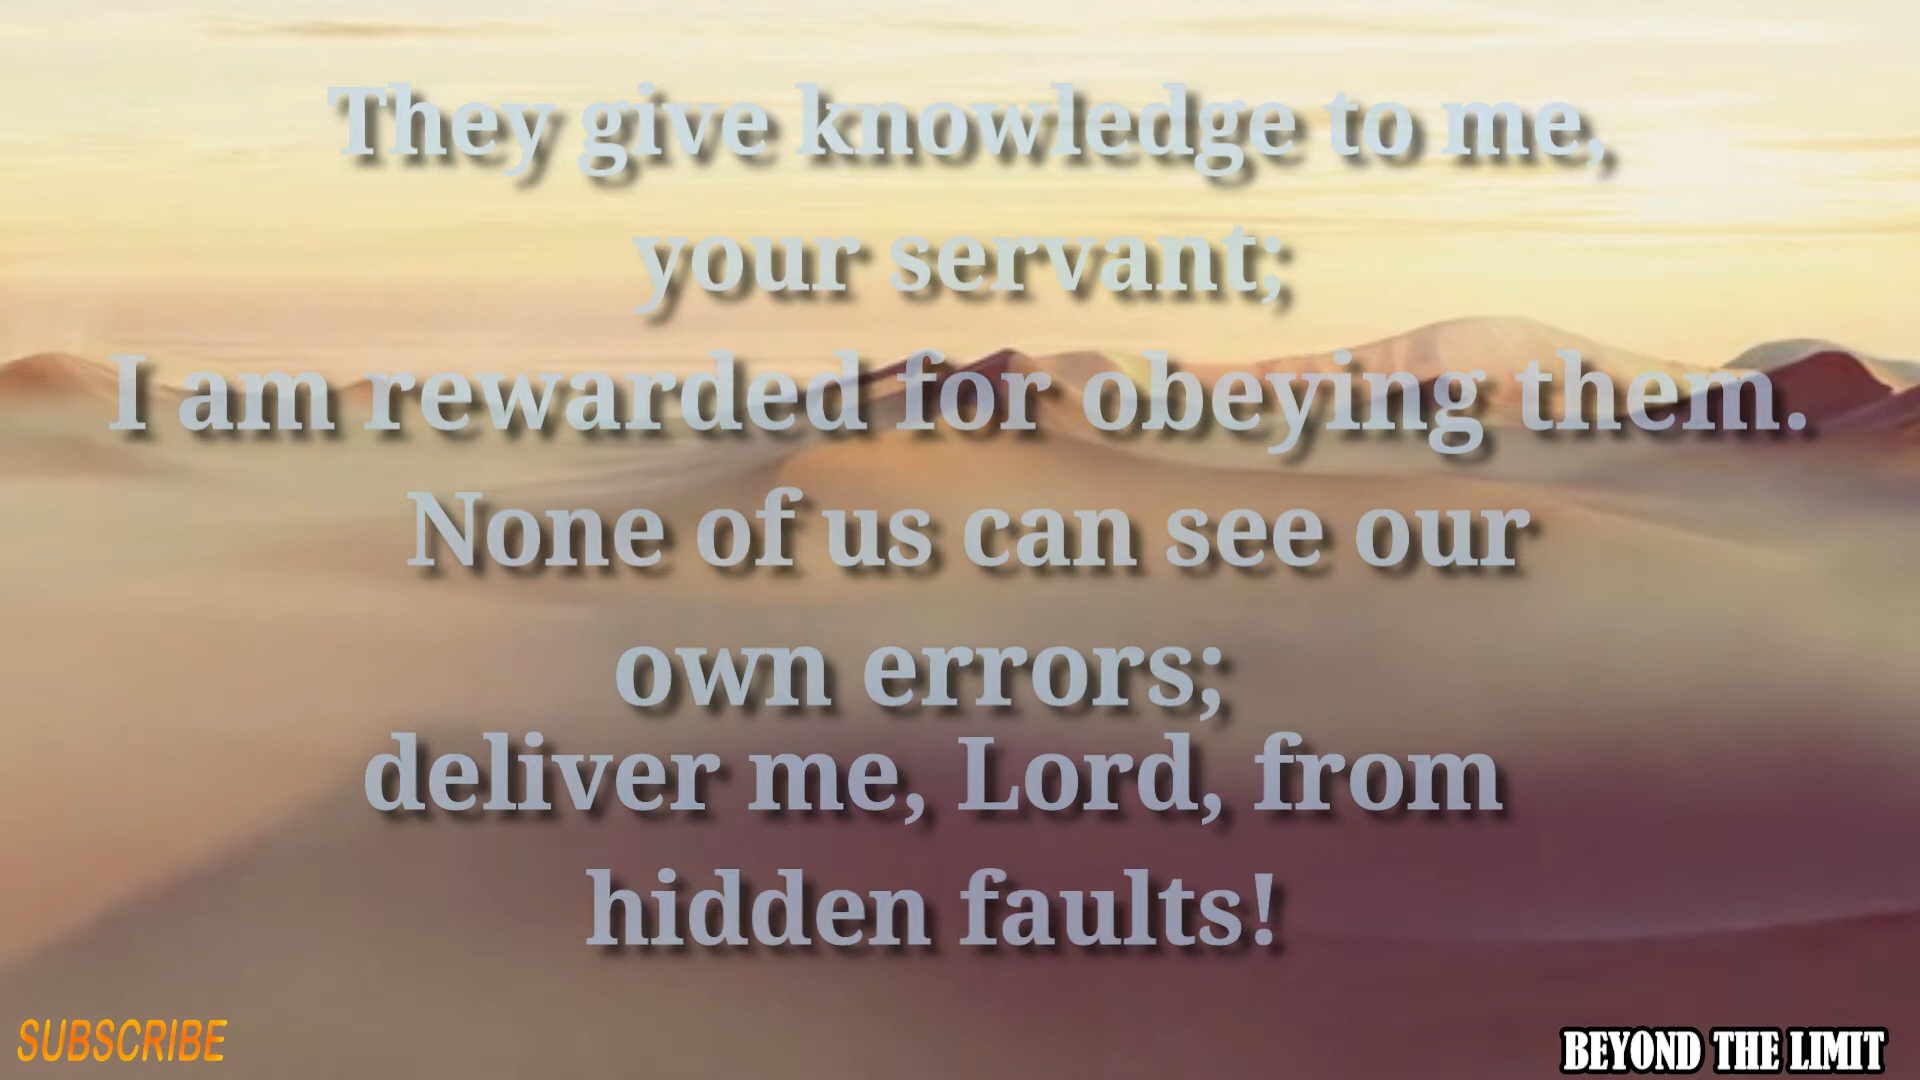 They give knowledge to me,
your servant;
I am rewarded for obeying them.
None of us can see our
own errors;
deliver me, Lord, from
hidden faults!
SUBSCRIBE
BEYOND THE LIMIT